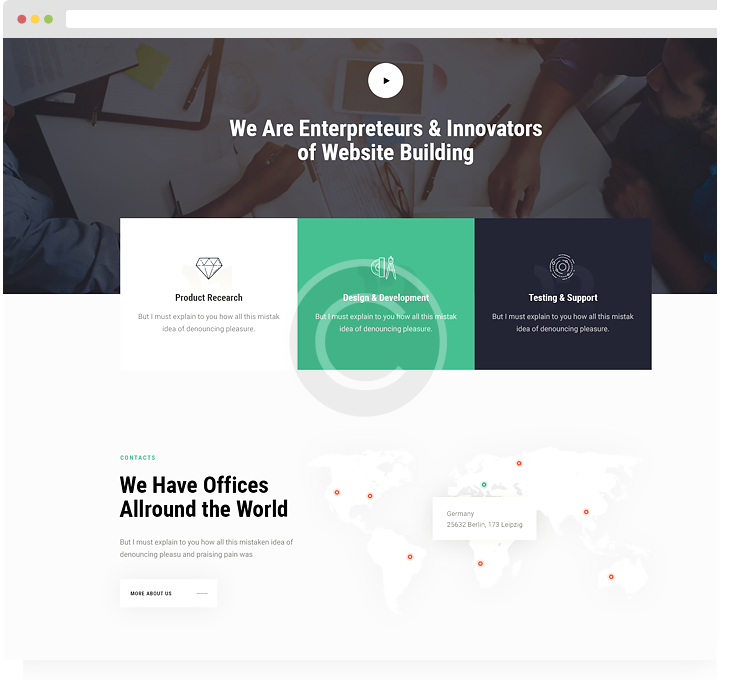 We Are Enterpreteurs & Innovators
of Website Building
Product Recearch
But I must explain to you how all this mistak
idea of denouncing pleasure.
Design & Development
But I must explain to you how all this mistak
idea of denouncing pleasure.
Testing & Support
But I must explain to you how all this mistak
idea of denouncing pleasure.
CONTACTS
We Have Offices
Allround the World
But I must explain to you how all this mistaken idea of
denouncing pleasu and praising pain was
MORE ABOUT US
Germany
25632 Berlin, 173 Leipzig